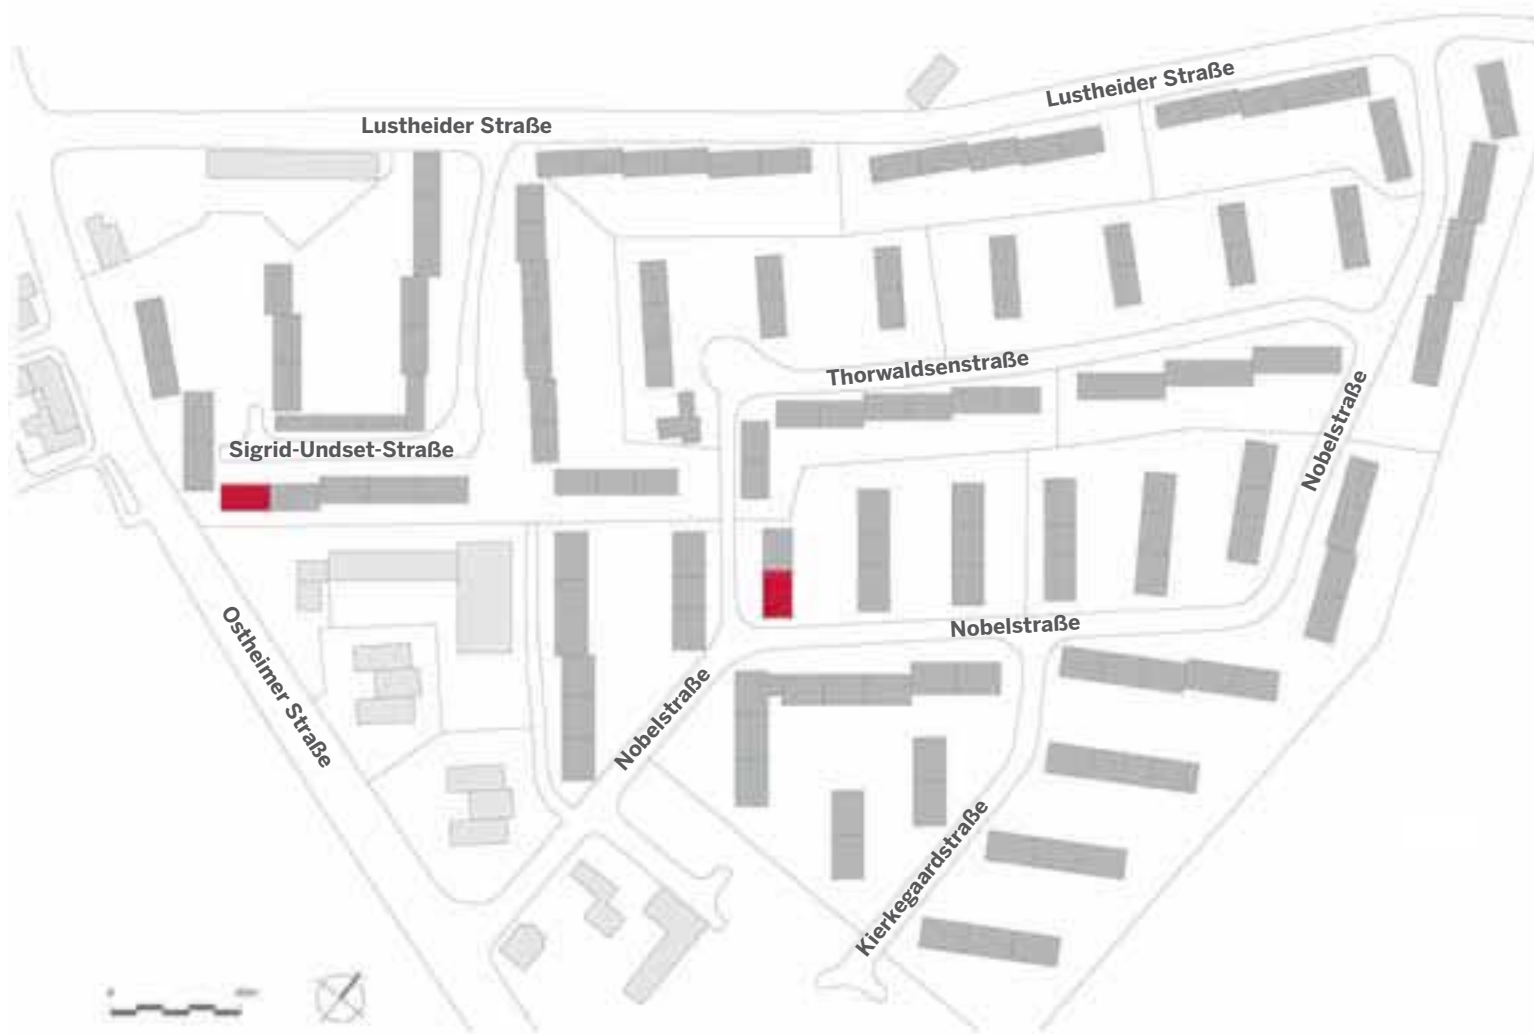 Lustheider Straße
Lustheider Straße
Thorwaldsenstraße
Sigrid-Undset-Straße
Nobelstraße
Nobelstraße
Ostheimer Straße
Nobelstraße
Kierkegaardstraße